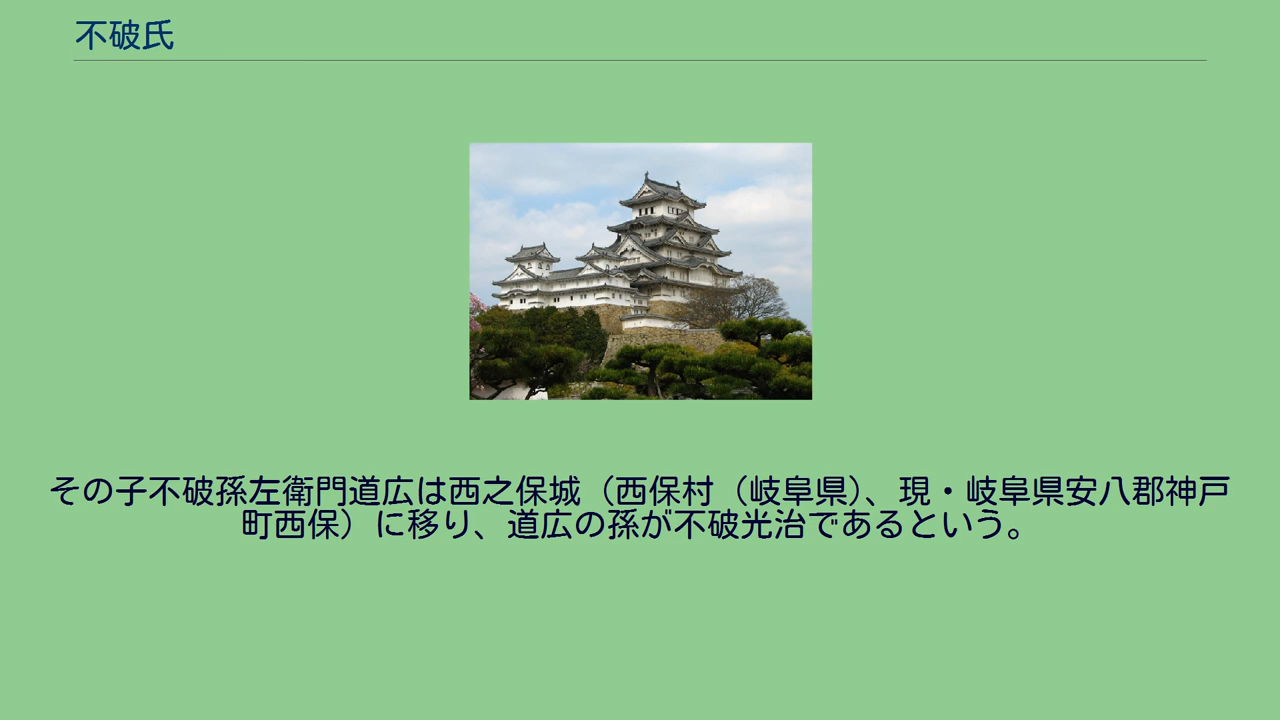 不破氏
その子不破孫左衛門道広は西之保城（西保村（岐阜県）、現・岐阜県安八郡神戸
町西保）に移り、道広の孫が不破光治であるという。